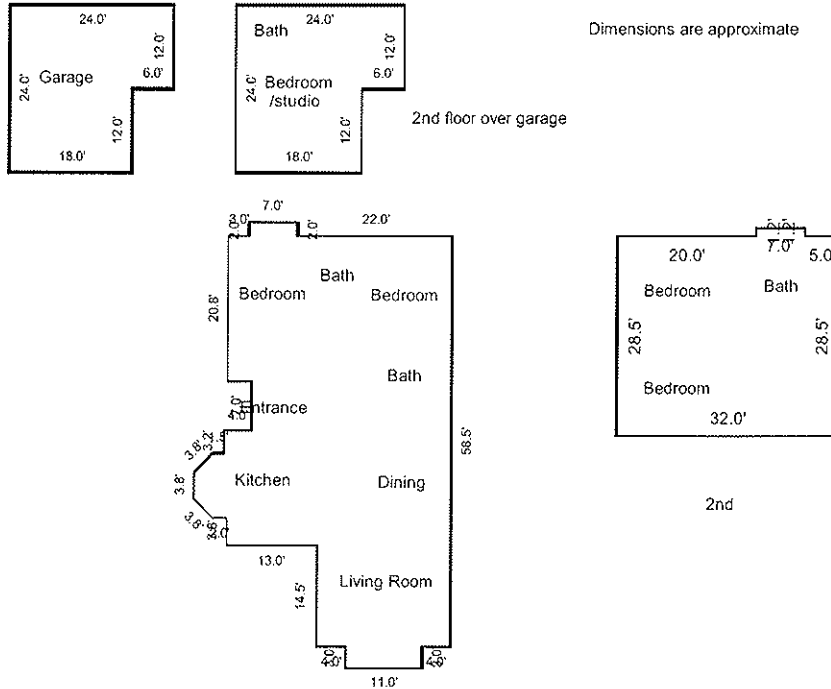 24.0'
12.0'
Garage
24.0'
6.0'
12.0'
18.0'
24.0'
Bath
12.0'
24.0'
Bedroom
/studio
6.0'
12.0'
18.0'
2nd floor over garage
Dimensions are approximate
7.0'
3.0'
2.0'
2.0'
22.0'
Bath
Bedroom
Bedroom
20.8'
Bath
58.5'
Kitchen
Dining
3.8'
3.8'
3.8'
13.0'
14.5'
Living Room
11.0'
7.0'
20.0'
5.0
Bedroom
Bath
28.5'
28.5'
Bedroom
32.0'
2nd